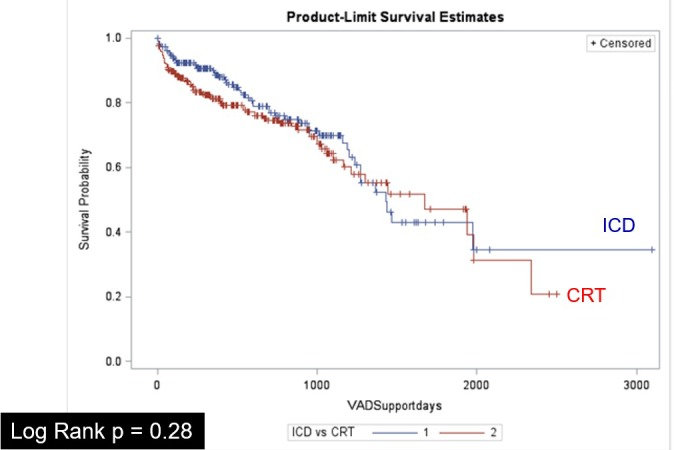 Product-Limit Survival Estimates
+ Censored
1.0
0.8
0.6
0.4
0.2
0.0
Survival Probability
ICD
CRT
0 1000 2000 3000
VADSupportdays
ICD vs CRT 1 2
Log Rank p = 0.28